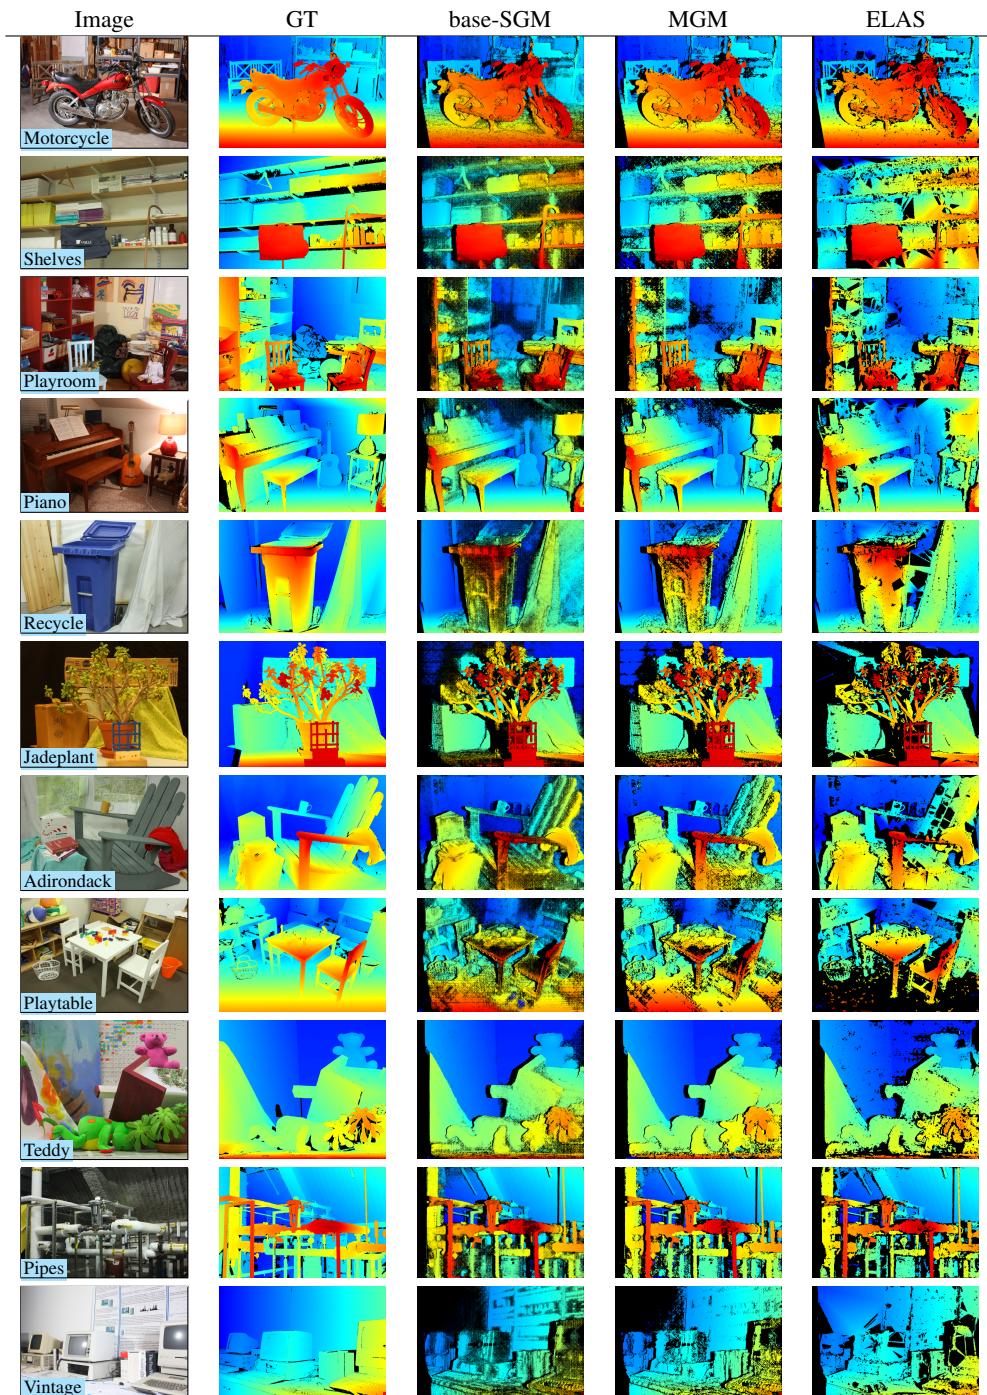 Image GT base-SGM MGM ELAS
Motorcycle
Shelves
Playroom
Piano
Recycle
Jadeplant
Adirondack
Playtable
Teddy
Pipes
Vintage